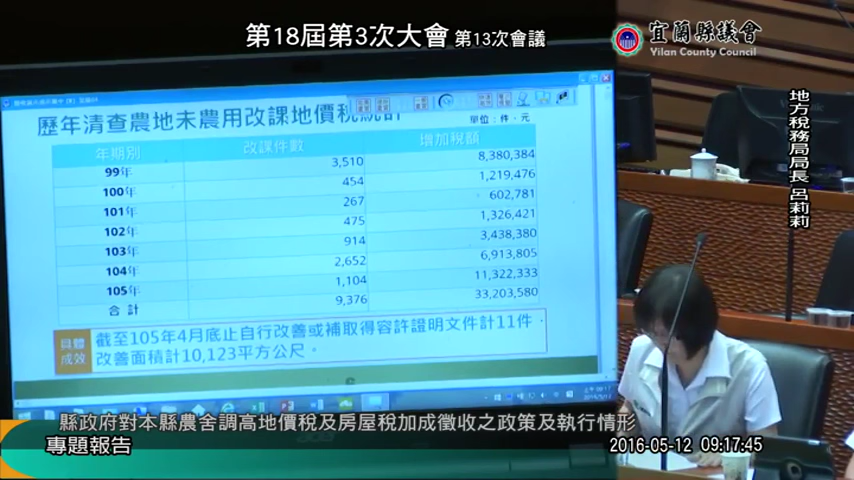 第18屆第3次大會 第13次會議
宜蘭縣議會
Yilan County Council
地方稅務局局長 呂莉莉
歷年清查農地未農用改課地價稅統計
單位：件、元
年期別 改課件數 增加稅額
99年 3,510 8,380,384
100年 454 1,219,476
101年 267 602,781
102年 475 1,326,421
103年 914 3,438,380
104年 2,652 6,913,805
105年 1,104 11,322,333
合計 9,376 33,203,580
具體成效
截至105年4月底止自行改善或補取得容許證明文件計11件
改善面積計10,123平方公尺。
縣政府對本縣農舍調高地價稅及房屋稅加成徵收之政策及執行情形
專題報告
2016-05-12 09:17:45